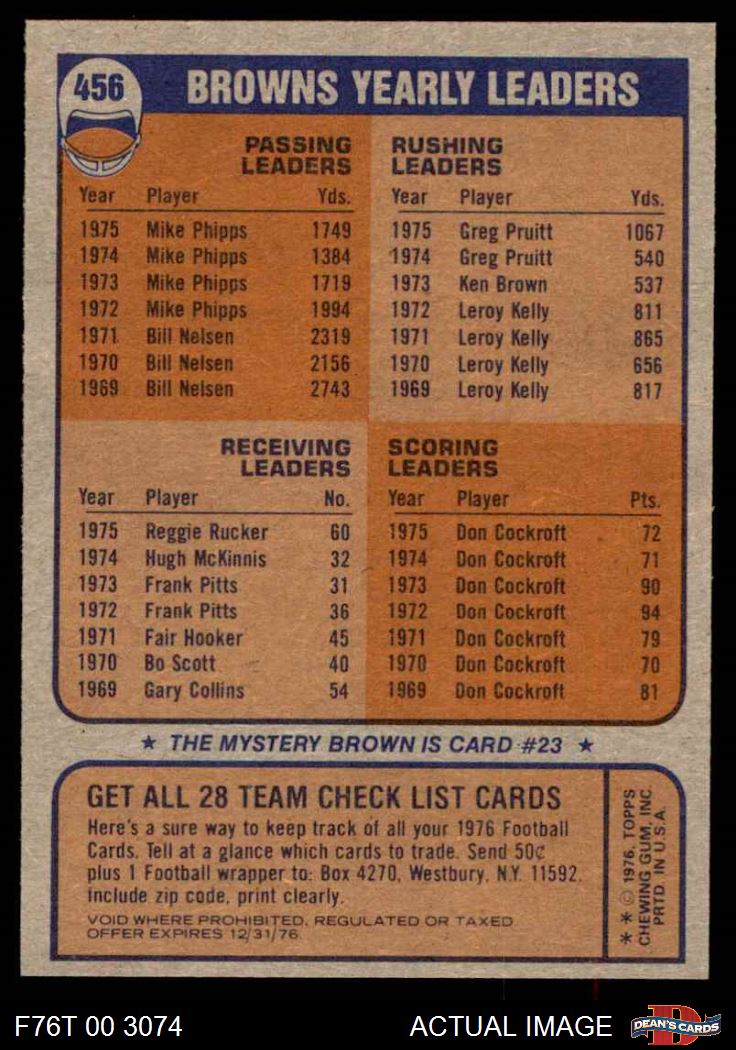 456
BROWNS YEARLY LEADERS
PASSING
LEADERS
Year Player Yds.
1975 Mike Phipps 1749
1974 Mike Phipps 1384
1973 Mike Phipps 1719
1972 Mike Phipps 1994
1971 Bill Nelsen 2319
1970 Bill Nelsen 2156
1969 Bill Nelsen 2743
RUSHING
LEADERS
Year Player Yds.
1975 Greg Pruitt 1067
1974 Greg Pruitt 540
1973 Ken Brown 537
1972 Leroy Kelly 811
1971 Leroy Kelly 865
1970 Leroy Kelly 656
1969 Leroy Kelly 817
RECEIVING
LEADERS
Year Player No.
1975 Reggie Rucker 60
1974 Hugh McKinnis 32
1973 Frank Pitts 31
1972 Frank Pitts 36
1971 Fair Hooker 45
1970 Bo Scott 40
1969 Gary Collins 54
SCORING
LEADERS
Year Player Pts.
1975 Don Cockroft 72
1974 Don Cockroft 71
1973 Don Cockroft 90
1972 Don Cockroft 94
1971 Don Cockroft 79
1970 Don Cockroft 70
1969 Don Cockroft 81
★ THE MYSTERY BROWN IS CARD #23 ★
GET ALL 28 TEAM CHECK LIST CARDS
Here's a sure way to keep track of all your 1976 Football
Cards. Tell at a glance which cards to trade. Send 50¢
plus 1 Football wrapper to: Box 4270, Westbury, N.Y. 11592.
Include zip code, print clearly.
VOID WHERE PROHIBITED, REGULATED OR TAXED
OFFER EXPIRES 12/31/76
* * © 1976, TOPPS
CHEWING GUM, INC.
PRTD. IN U.S.A.
F76T 00 3074
ACTUAL IMAGE
D
DEAN'S CARDS